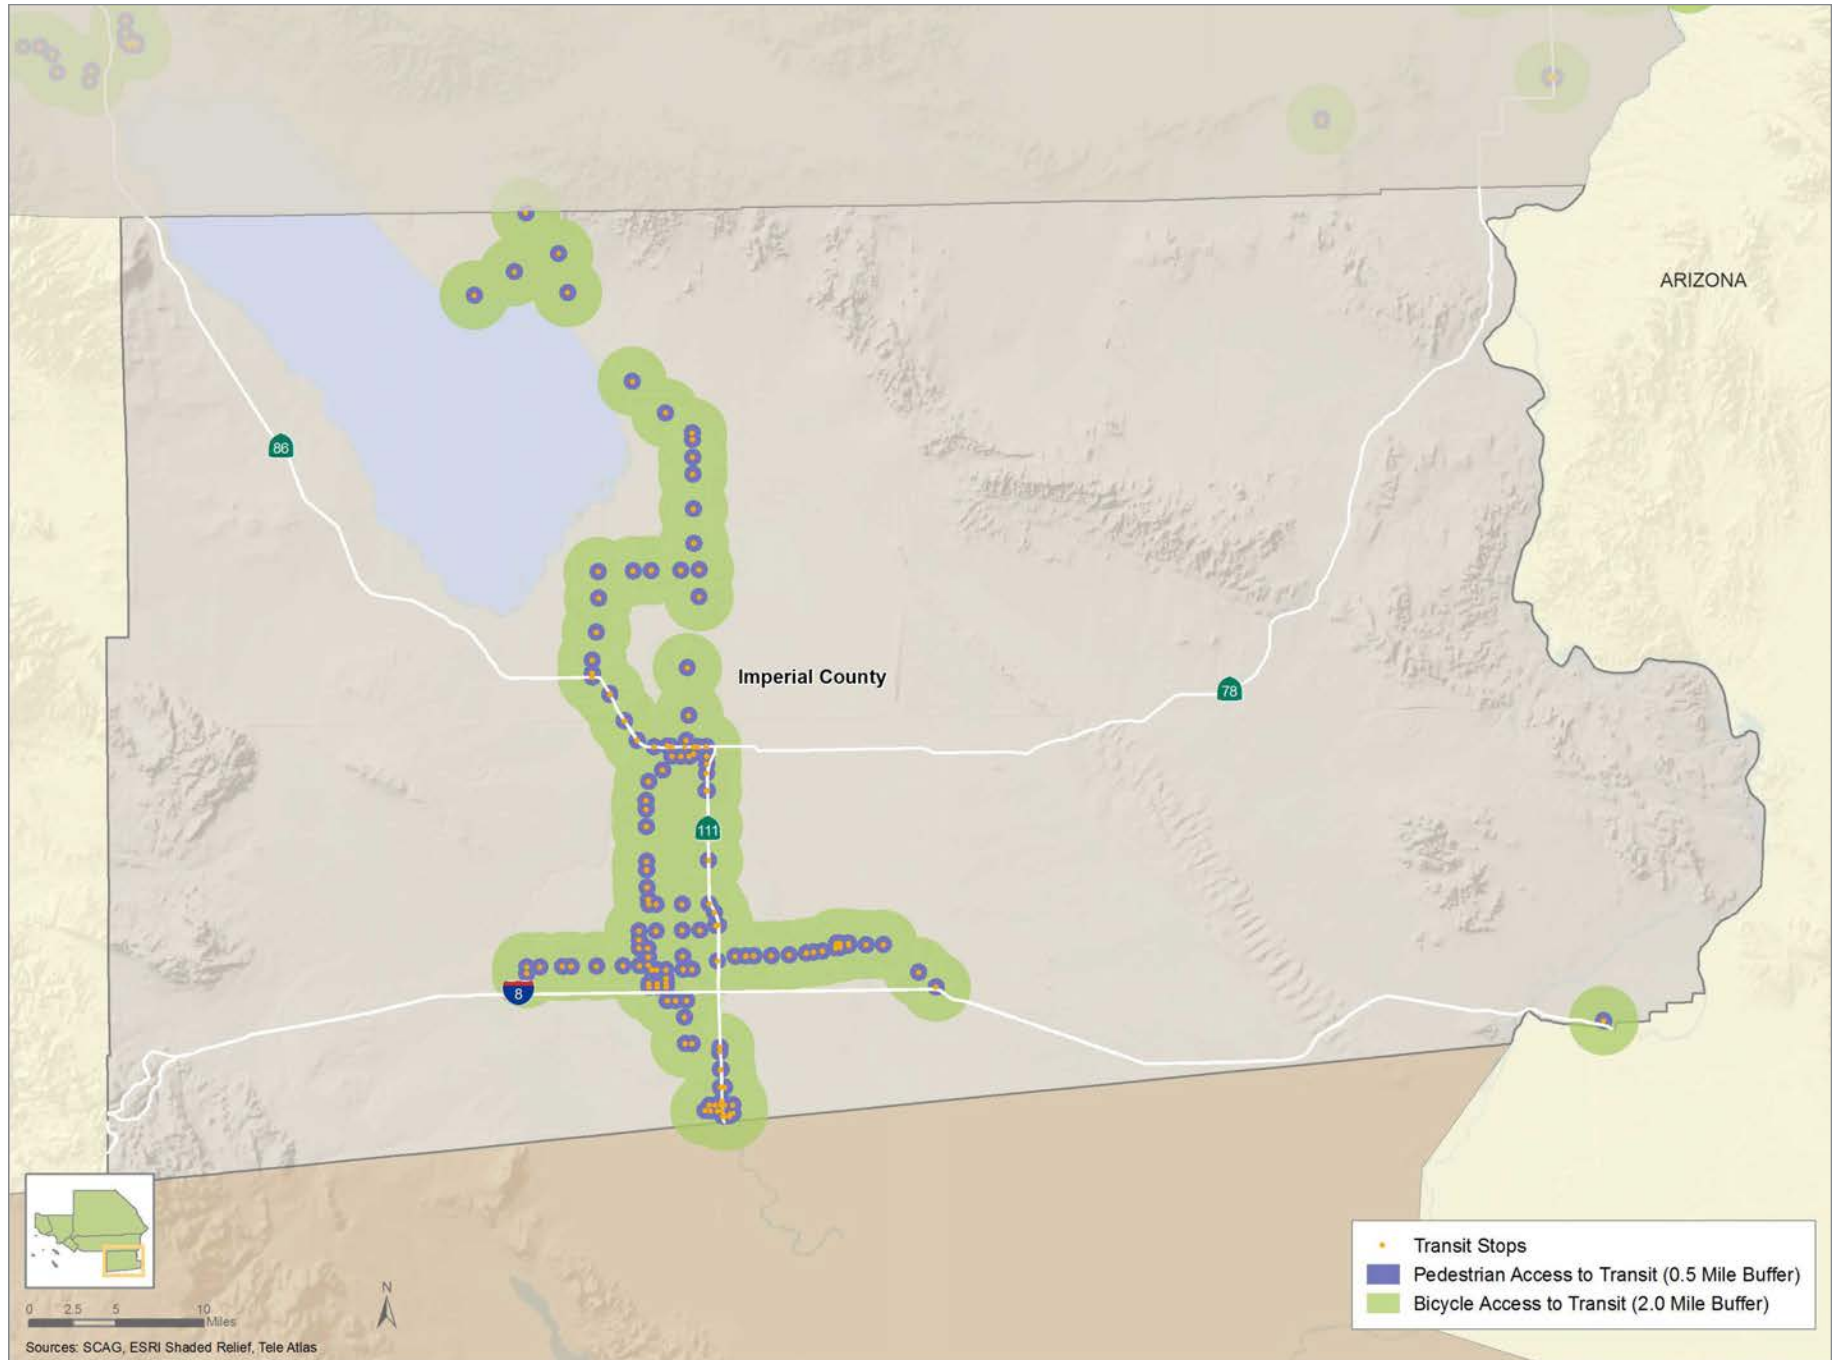 ARIZONA
86
Imperial County
78
111
8
Transit Stops
Pedestrian Access to Transit (0.5 Mile Buffer)
Bicycle Access to Transit (2.0 Mile Buffer)
N
0 2.5 5 10
Miles
Sources: SCAG, ESRI Shaded Relief, Tele Atlas